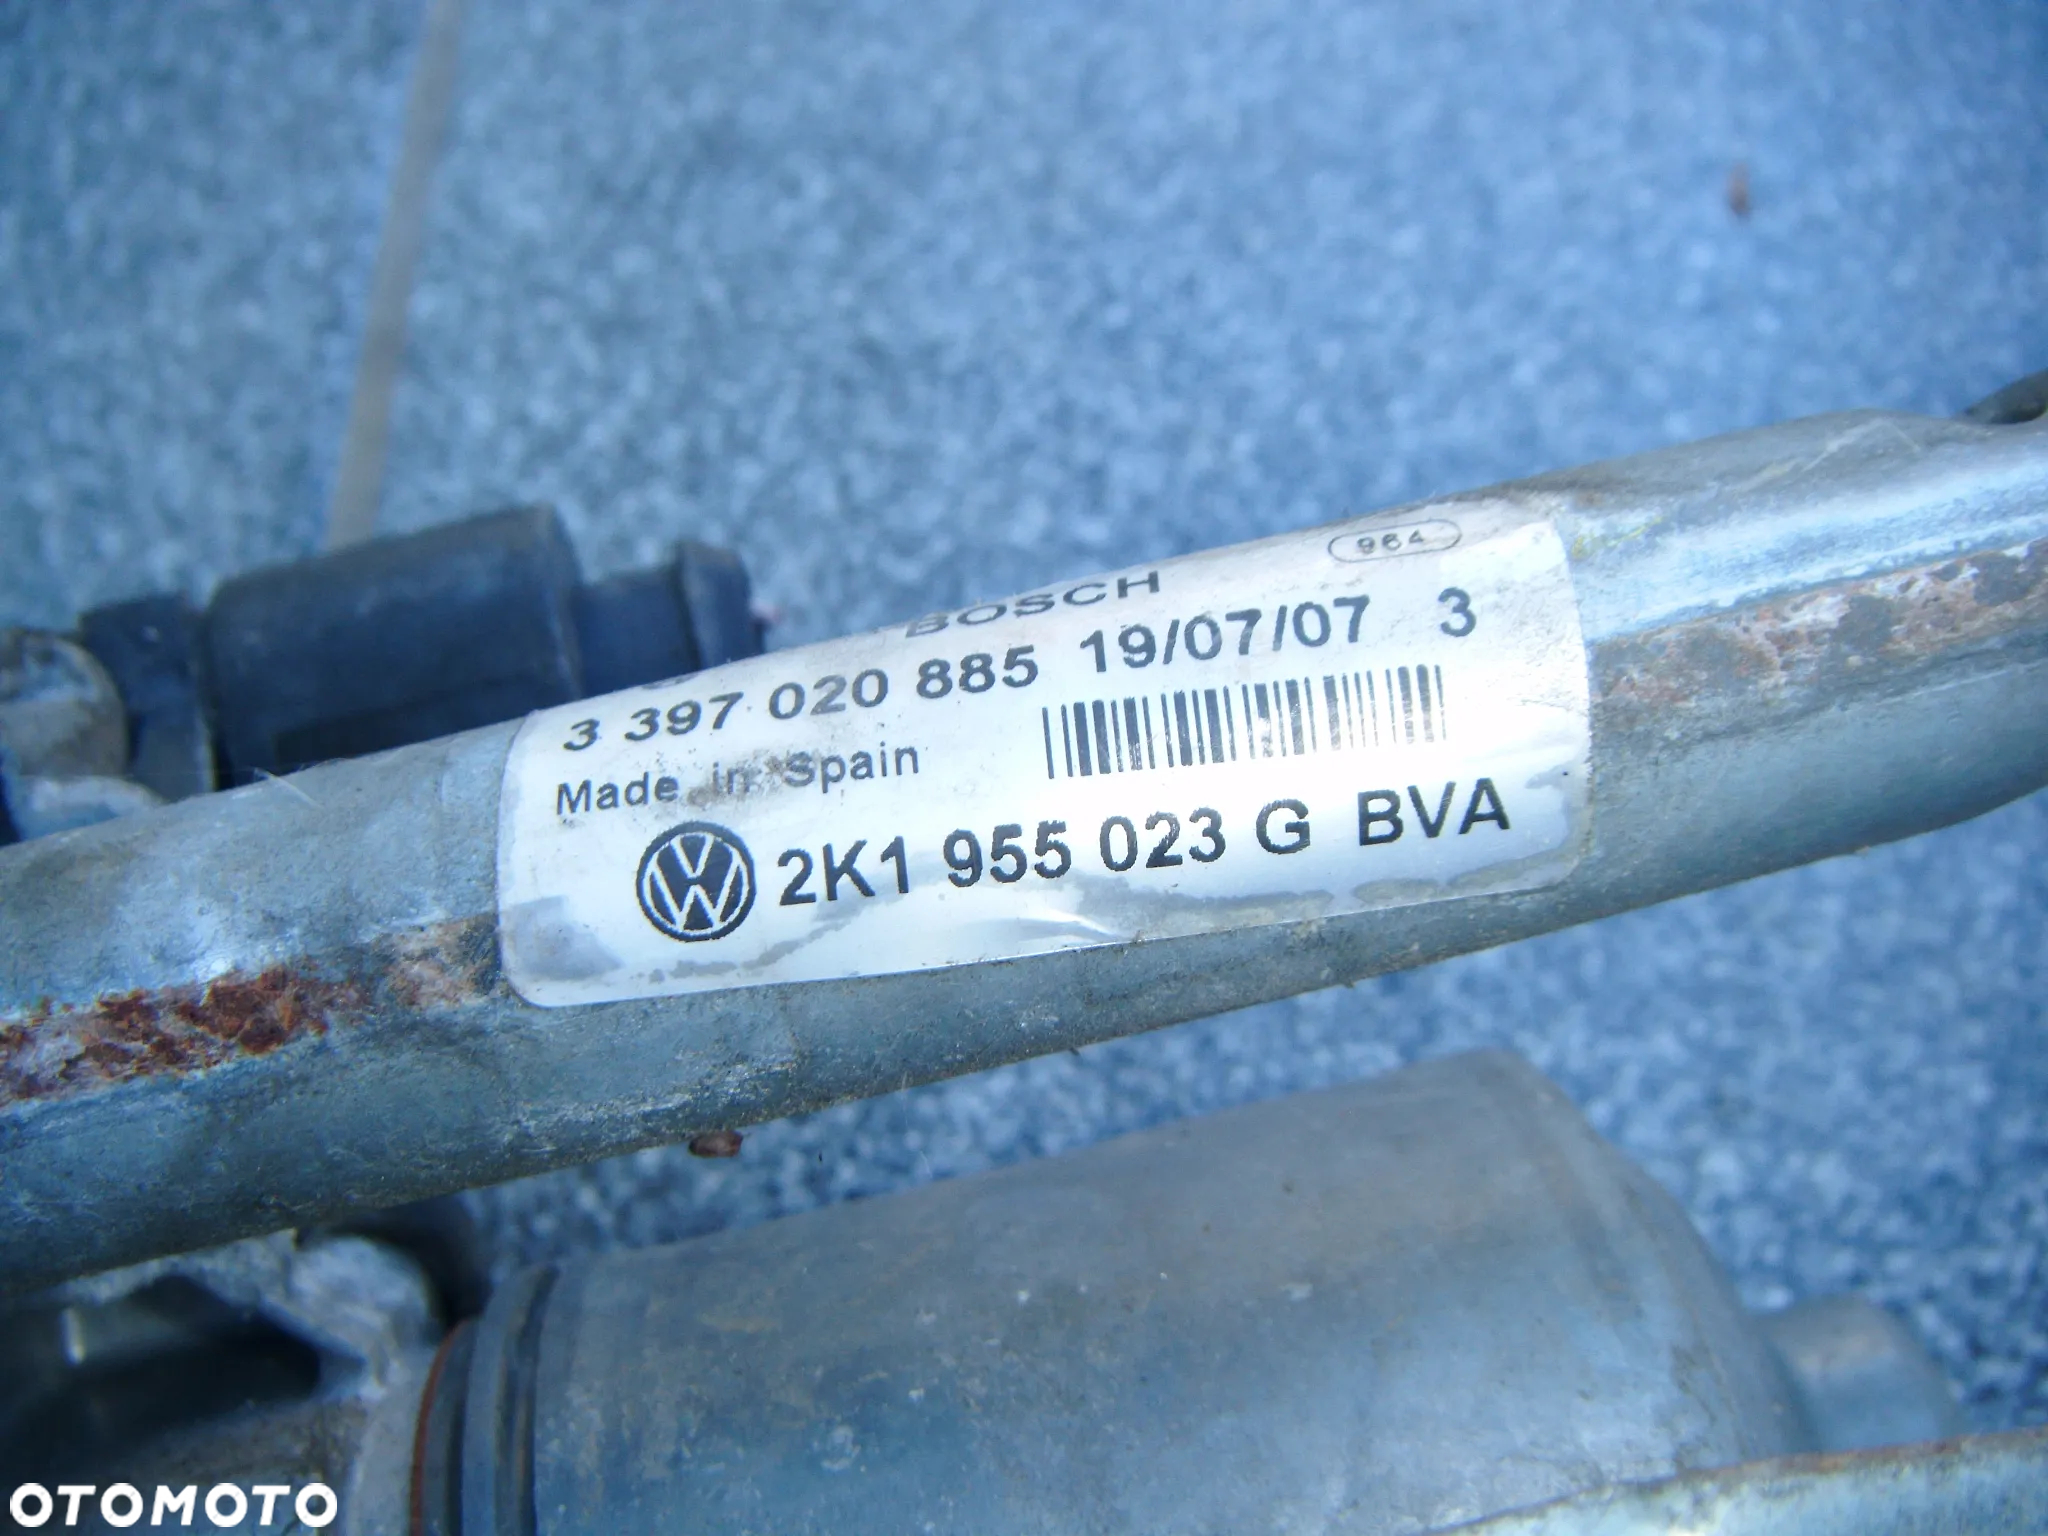 964
BOSCH
3 397 020 885 19/07/07 3
Made in Spain
2K1 955 023 G BVA
OTOMOTO